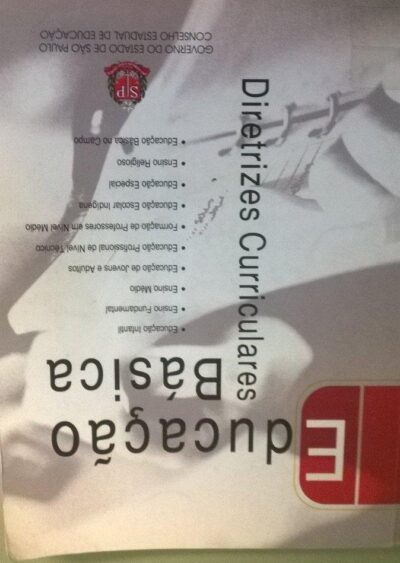 Educação
Básica
Diretrizes Curriculares
• Educação Infantil
• Ensino Fundamental
• Ensino Médio
• Educação de Jovens e Adultos
• Educação Profissional de Nível Técnico
• Formação de Professores em Nível Médio
• Educação Escolar Indígena
• Educação Especial
• Ensino Religioso
• Educação Básica no Campo
SP
GOVERNO DO ESTADO DE SÃO PAULO
CONSELHO ESTADUAL DE EDUCAÇÃO